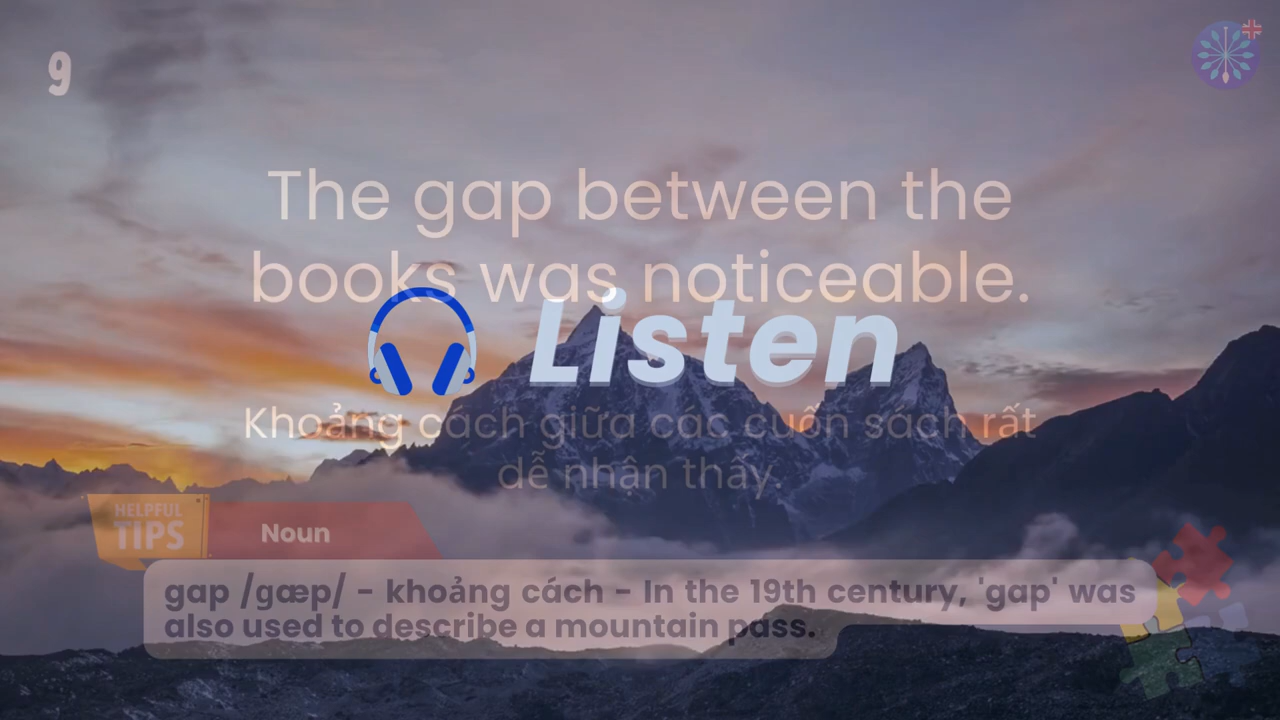 9
The gap between the
books was noticeable.
Listen
Khoảng cách giữa các cuốn sách rất
dễ nhận thấy.
HELPFUL
TIPS
Noun
gap /gæp/ - khoảng cách - In the 19th century, 'gap' was
also used to describe a mountain pass.